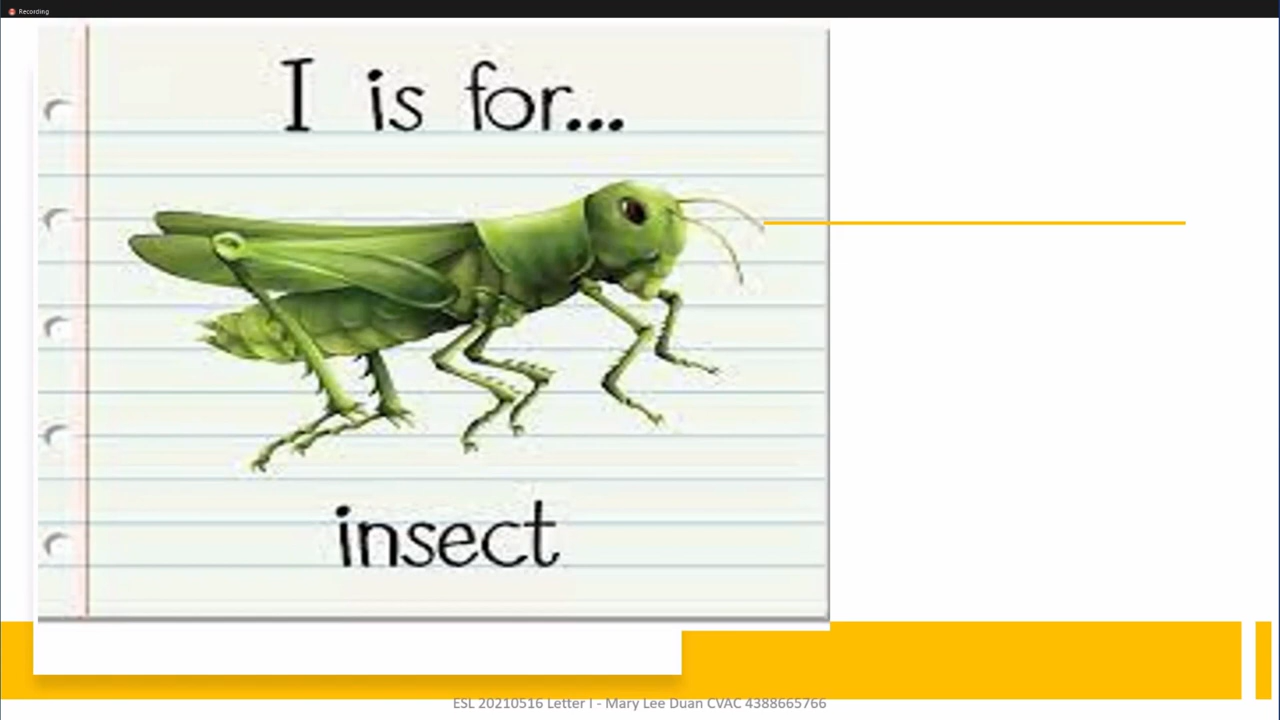 Recording
I is for...
insect
ESL 20210516 Letter I - Mary Lee Duan CVAC 4388665766